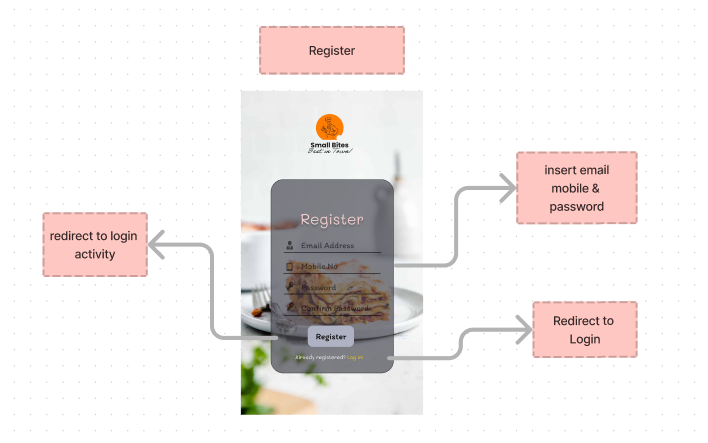 Register
Small Bites
Best in Town!
insert email
mobile &
password
redirect to login
activity
Register
Email Address
Mobile No
Password
Confirm Password
Register
Already registered? Log in
Redirect to
Login